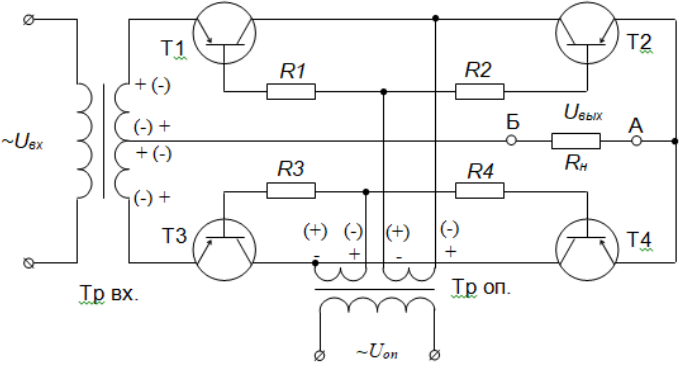 T1
T2
R1
R2
+ (-)
(-) +
+ (-)
(-) +
~Uвх
Б
Uвых
А
Rн
R3
R4
T3
T4
(+) (-) (+) (-)
- + - +
Тр вх.
Тр оп.
~Uоп